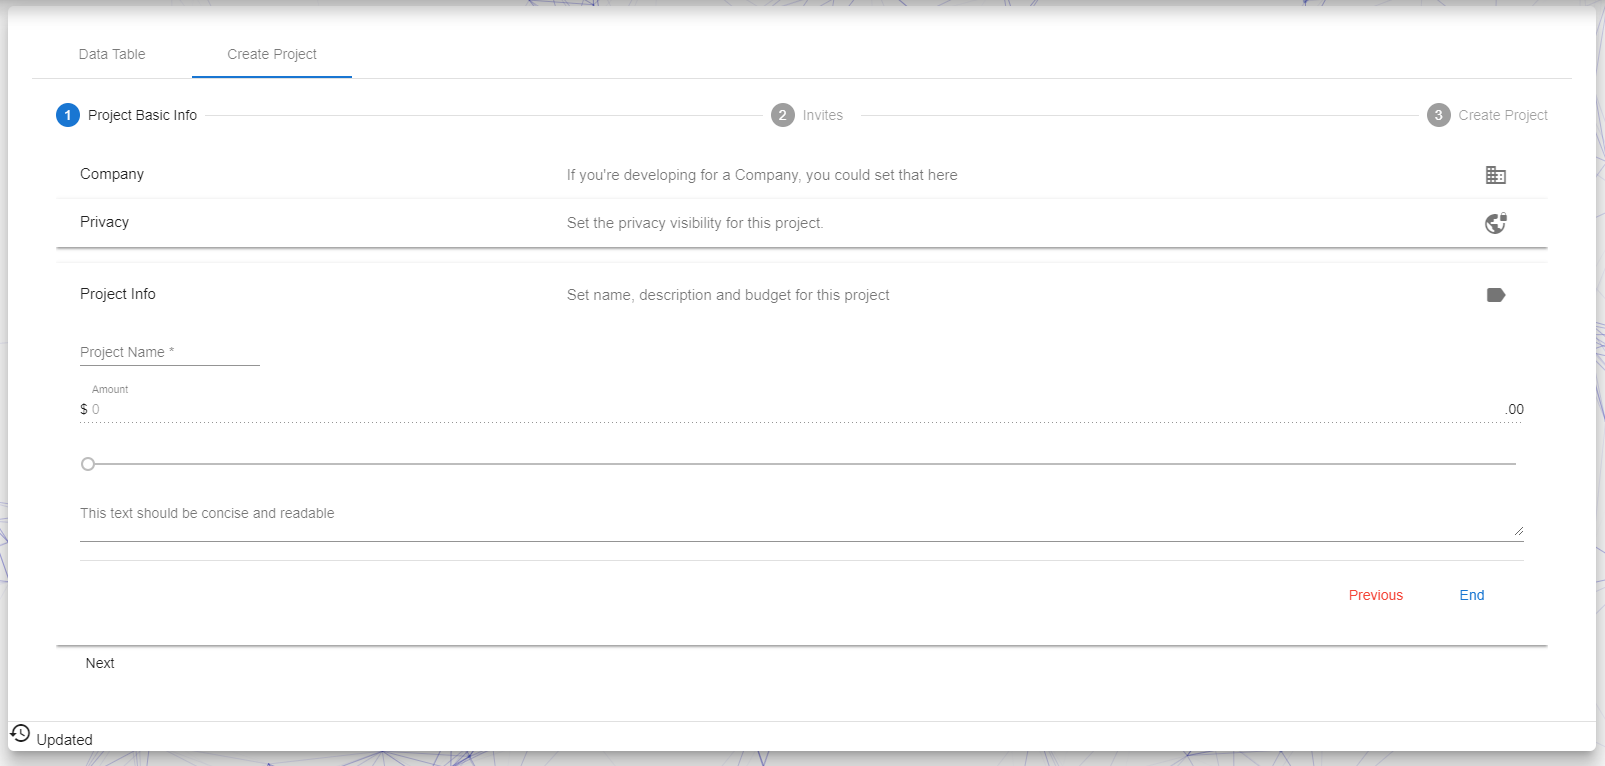 Data Table Create Project
1 Project Basic Info 2 Invites 3 Create Project
Company If you're developing for a Company, you could set that here
Privacy Set the privacy visibility for this project.
Project Info Set name, description and budget for this project
Project Name *
Amount
$ 0 .00
This text should be concise and readable
Previous End
Next
Updated